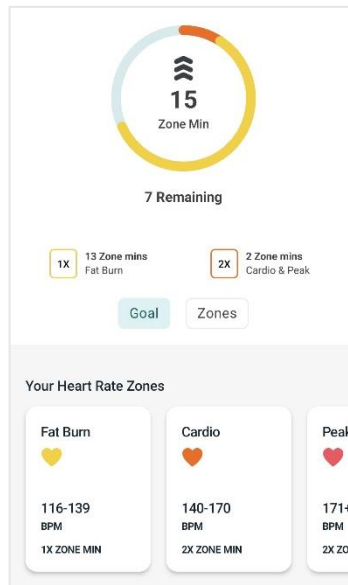 15
Zone Min
7 Remaining
1X
13 Zone mins
Fat Burn
2X
2 Zone mins
Cardio & Peak
Goal
Zones
Your Heart Rate Zones
Fat Burn
116-139
BPM
1X ZONE MIN
Cardio
140-170
BPM
2X ZONE MIN
Peak
171+
BPM
2X ZO